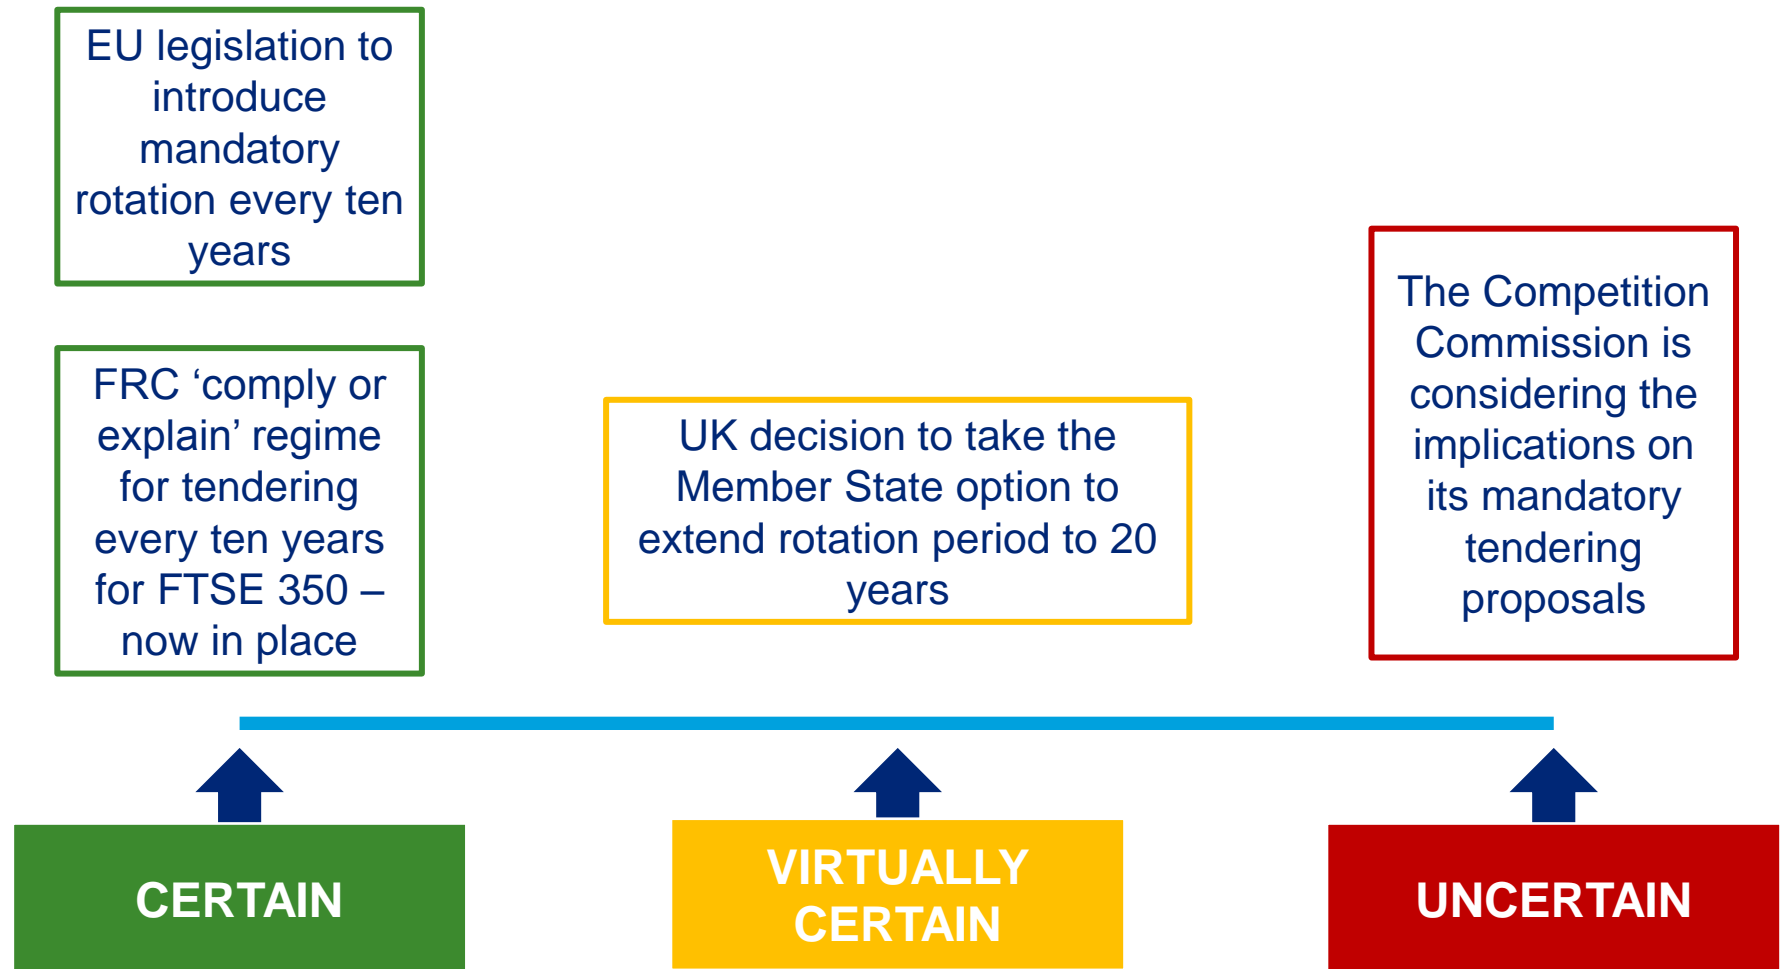 EU legislation to
introduce
mandatory
rotation every ten
years
FRC ‘comply or
explain’ regime
for tendering
every ten years
for FTSE 350 –
now in place
UK decision to take the
Member State option to
extend rotation period to 20
years
The Competition
Commission is
considering the
implications on
its mandatory
tendering
proposals
CERTAIN
VIRTUALLY
CERTAIN
UNCERTAIN